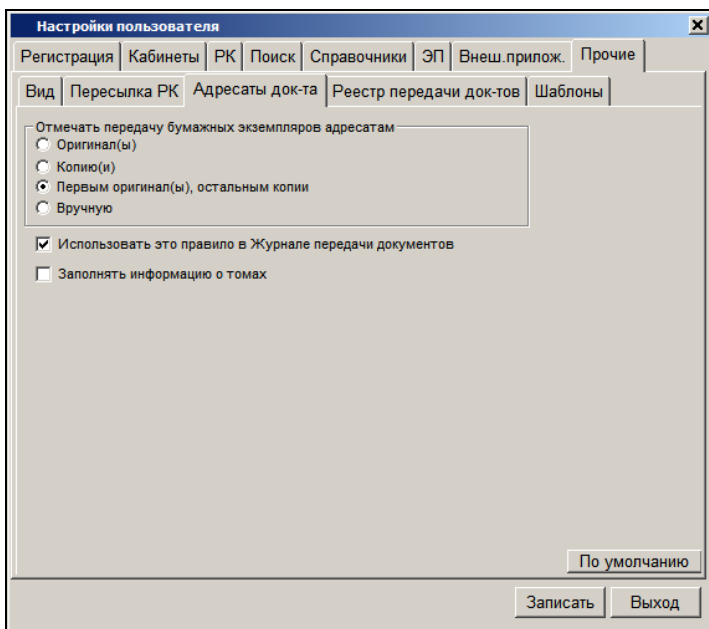 Настройки пользователя
Регистрация Кабинеты РК Поиск Справочники ЭП Внеш.прилож. Прочие
Вид Пересылка РК Адресаты док-та Реестр передачи док-тов Шаблоны
Отмечать передачу бумажных экземпляров адресатам
Оригинал(ы)
Копию(и)
Первым оригинал(ы), остальным копии
Вручную
Использовать это правило в Журнале передачи документов
Заполнять информацию о томах
По умолчанию
Записать Выход